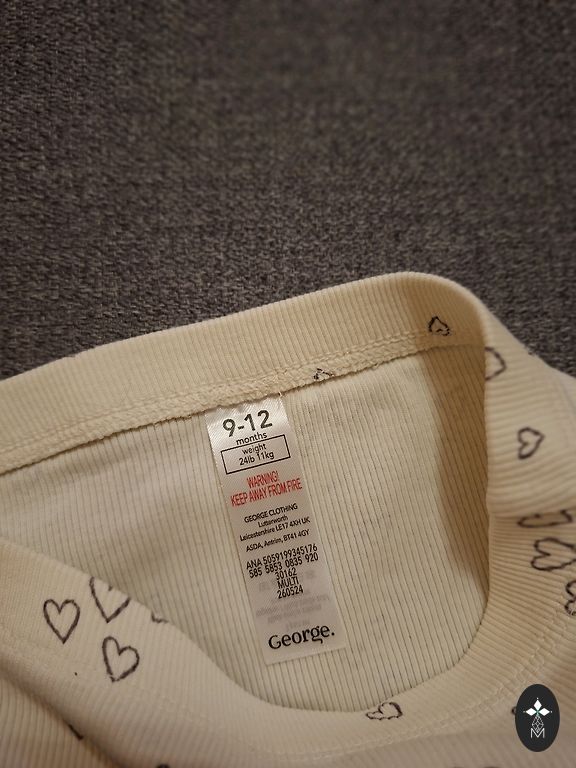 9-12
months
weight
24lb 11kg
WARNING!
KEEP AWAY FROM FIRE
GEORGE CLOTHING
Lutterworth
Leicestershire LE17 4XH UK
ASDA, Antrim, BT41 4GY
ANA 5059199345176
585 5853 0835 920
30162
MULTI
260524
George.
M